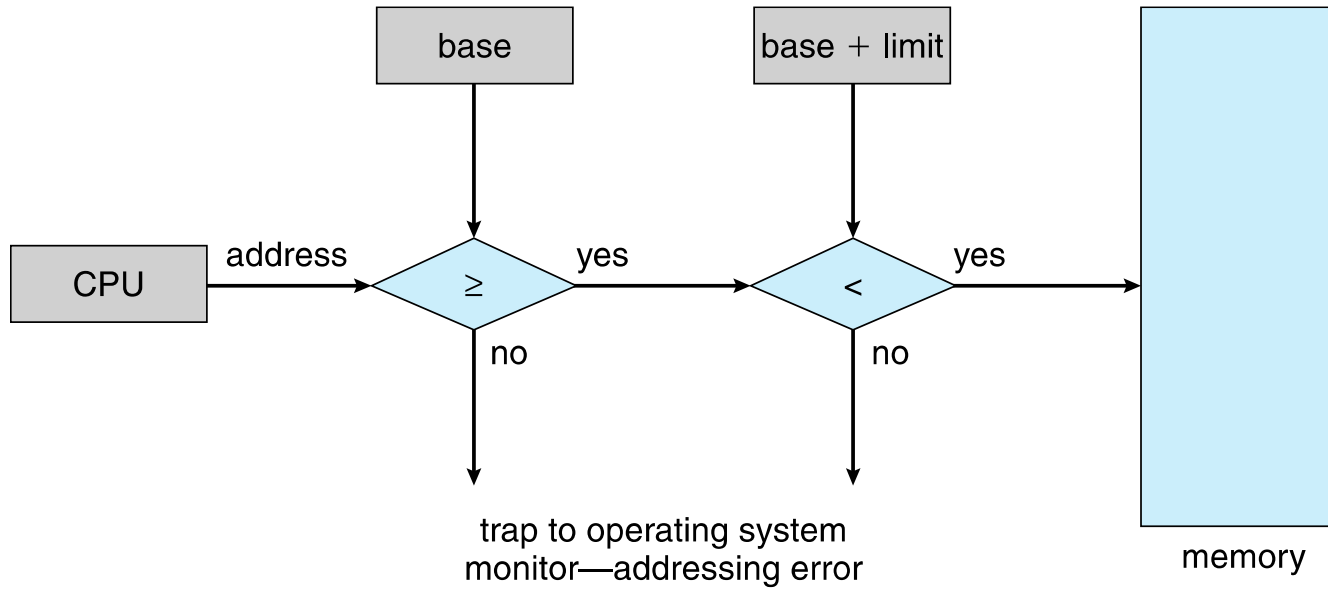 base
base + limit
CPU
address
≥
yes
<
yes
no
no
trap to operating system
monitor—addressing error
memory